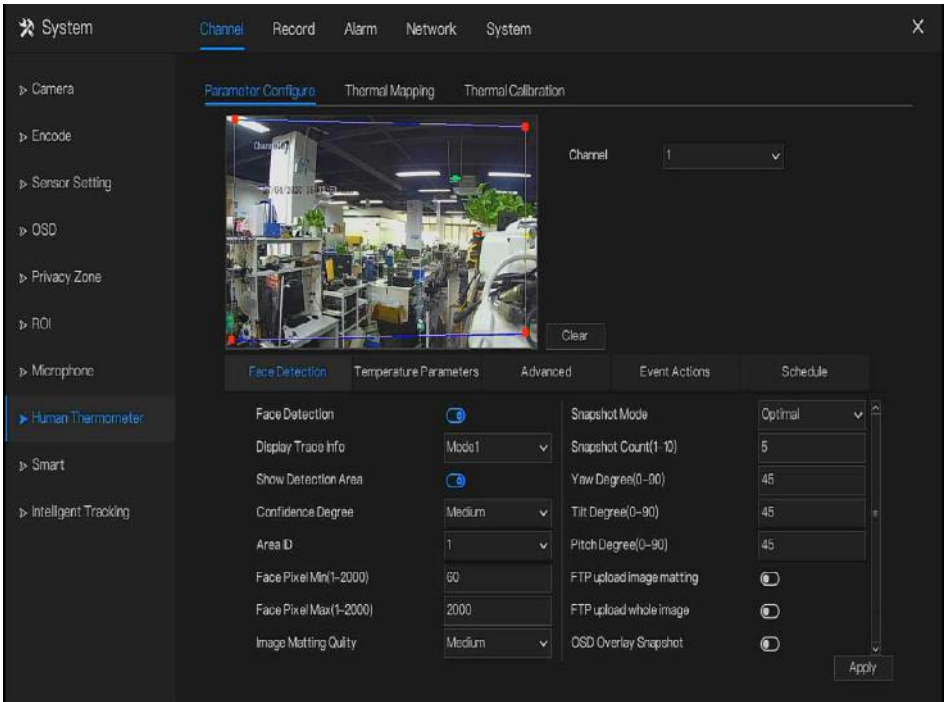 System
Channel Record Alarm Network System X
Camera
Encode
Sensor Setting
OSD
Privacy Zone
ROI
Microphone
Human Thermometer
Smart
Intelligent Tracking
Parameter Configure Thermal Mapping Thermal Calibration
Channel 1
Clear
Face Detection Temperature Parameters Advanced Event Actions Schedule
Face Detection
Display Trace Info Mode1
Show Detection Area
Confidence Degree Medium
Area ID 1
Face Pixel Min(1-2000) 60
Face Pixel Max(1-2000) 2000
Image Matting Qulity Medium
Snapshot Mode Optimal
Snapshot Count(1-10) 5
Yaw Degree(0-90) 45
Tilt Degree(0-90) 45
Pitch Degree(0-90) 45
FTP upload image matting
FTP upload whole image
OSD Overlay Snapshot
Apply